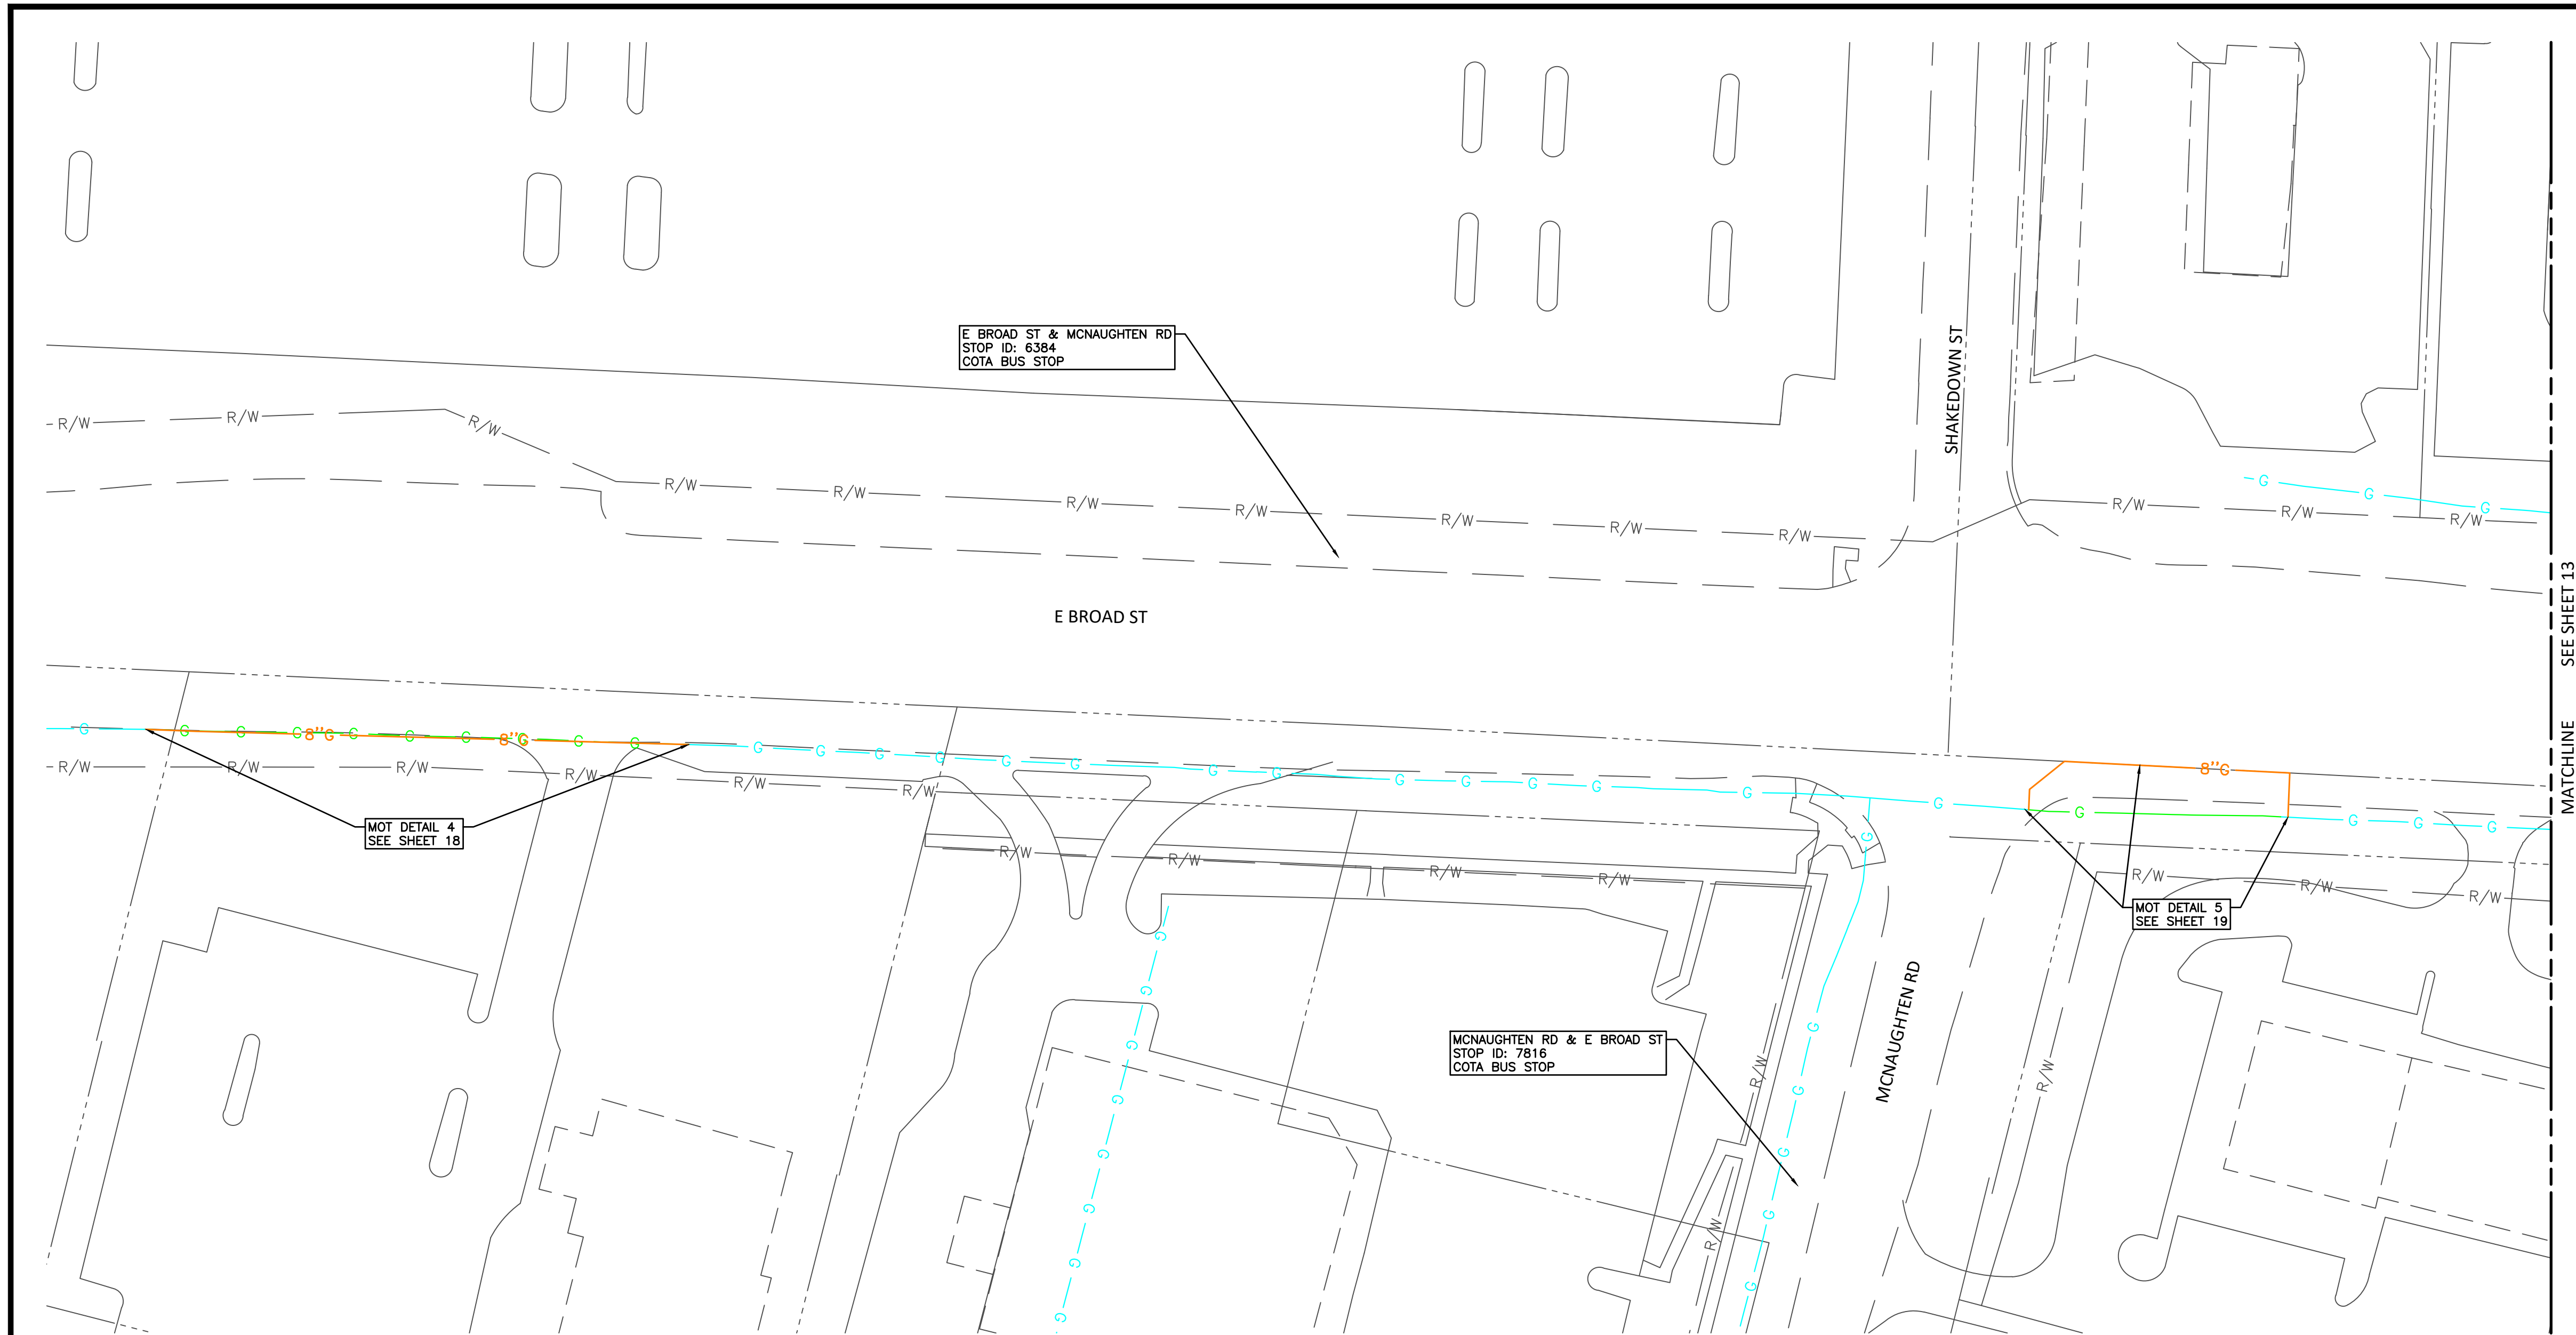 E BROAD ST & MCNAUGHTEN RD
STOP ID: 6384
COTA BUS STOP
SHAKEDOWN ST
R/W R/W R/W
R/W R/W R/W R/W R/W R/W R/W
R/W R/W R/W
G G G
E BROAD ST
SEE SHEET 13
MATCHLINE
G G G G G G G G G G
8"G 8"G
G G G G G G G G G G G G G G G
8"G
G G G G G
R/W R/W R/W R/W R/W R/W
MOT DETAIL 4
SEE SHEET 18
R/W R/W R/W R/W
R/W R/W R/W
MOT DETAIL 5
SEE SHEET 19
G G G G G G G G G
G G G G G G G
MCNAUGHTEN RD
MCNAUGHTEN RD & E BROAD ST
STOP ID: 7816
COTA BUS STOP
R/W
R/W
R/W